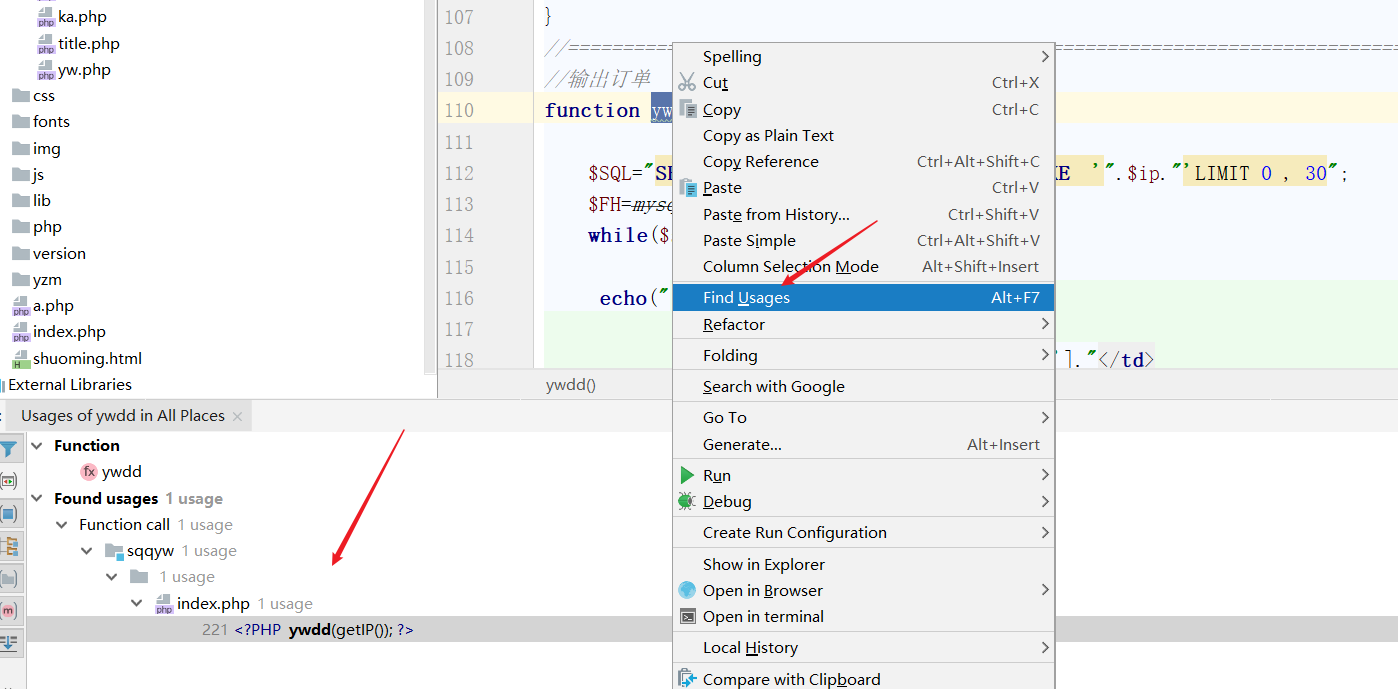 ka.php
title.php
yw.php
css
fonts
img
js
lib
php
version
yzm
a.php
index.php
shuoming.html
External Libraries
107 }
108 //
109 //输出订单
110 function yw
111
112 $SQL=" '".$ip."'LIMIT 0 , 30";
113 $FH=
114 while($
115
116 echo("
117
118 ']."</td>
ywdd()
Spelling
Cut Ctrl+X
Copy Ctrl+C
Copy as Plain Text
Copy Reference Ctrl+Alt+Shift+C
Paste Ctrl+V
Paste from History... Ctrl+Shift+V
Paste Simple Ctrl+Alt+Shift+V
Column Selection Mode Alt+Shift+Insert
Find Usages Alt+F7
Refactor
Folding
Search with Google
Go To
Generate... Alt+Insert
Run
Debug
Create Run Configuration
Show in Explorer
Open in Browser
Open in terminal
Local History
Compare with Clipboard
Usages of ywdd in All Places
Function
ywdd
Found usages 1 usage
Function call 1 usage
sqqyw 1 usage
1 usage
index.php 1 usage
221 <?PHP ywdd(getIP()); ?>